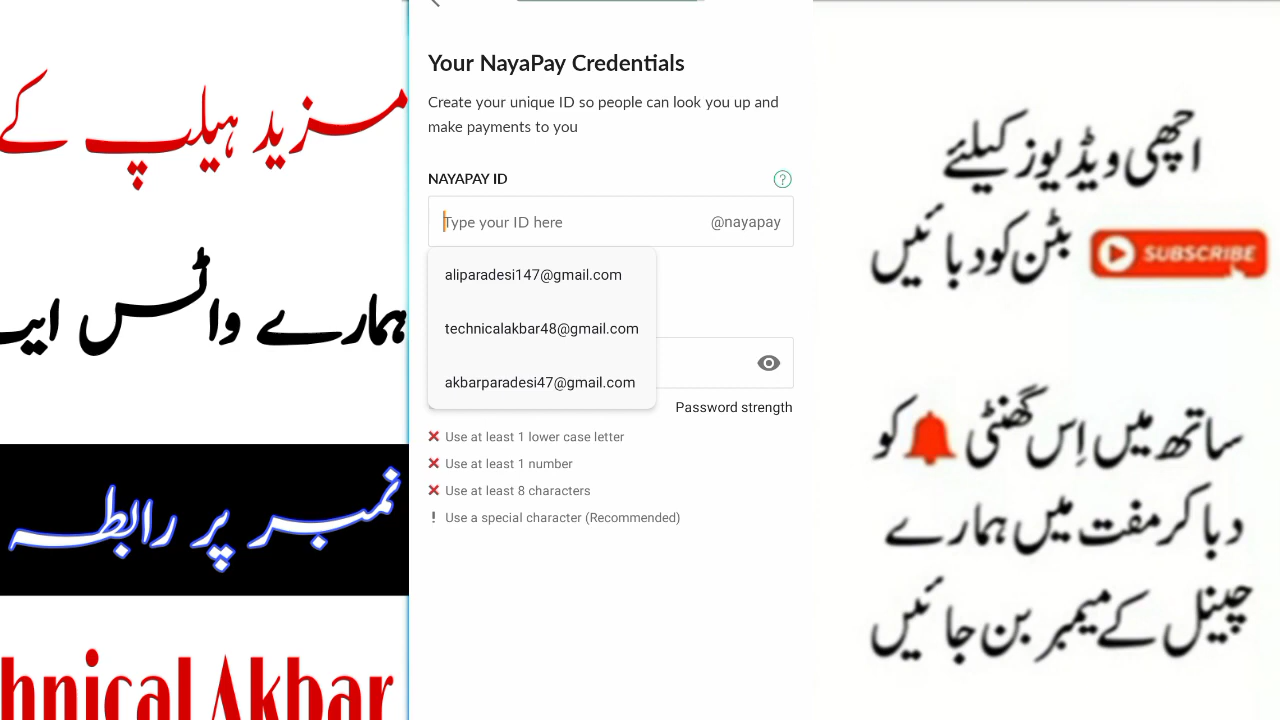 مزید ہیلپ کے
ہمارے واٹس ایپ
نمبر پر رابطہ
hnical Akbar
Your NayaPay Credentials
Create your unique ID so people can look you up and
make payments to you
NAYAPAY ID
Type your ID here @nayapay
aliparadesi147@gmail.com
technicalakbar48@gmail.com
akbarparadesi47@gmail.com
Password strength
Use at least 1 lower case letter
Use at least 1 number
Use at least 8 characters
! Use a special character (Recommended)
اچھی ویڈیوز کیلئے
بٹن کو دبائیں SUBSCRIBE
ساتھ میں اِس گھنٹی کو
دبا کر مفت میں ہمارے
چینل کے میمبر بن جائیں